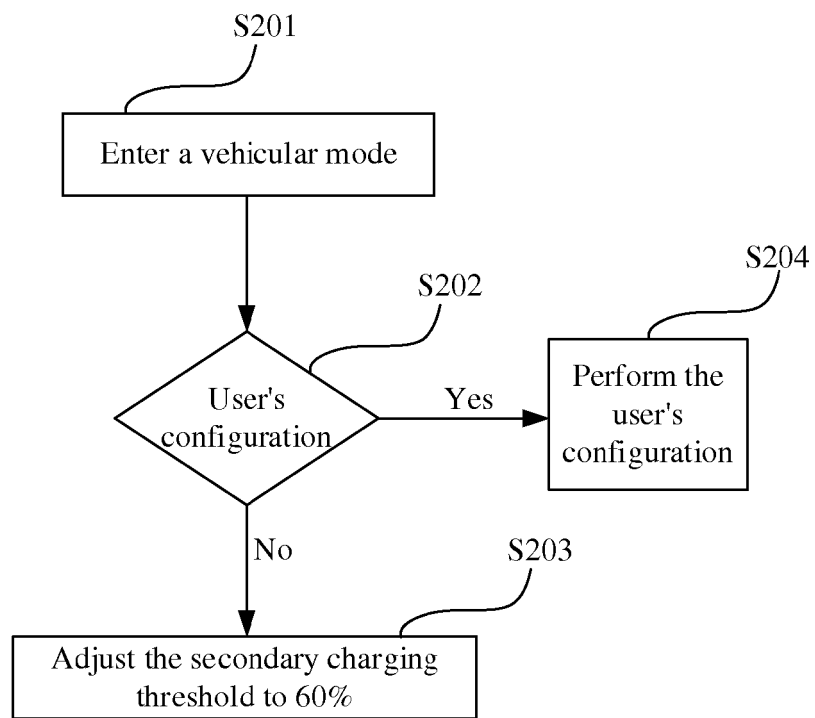 S201
Enter a vehicular mode
S202
S204
User's
configuration
Yes
Perform the
user's
configuration
No
S203
Adjust the secondary charging
threshold to 60%